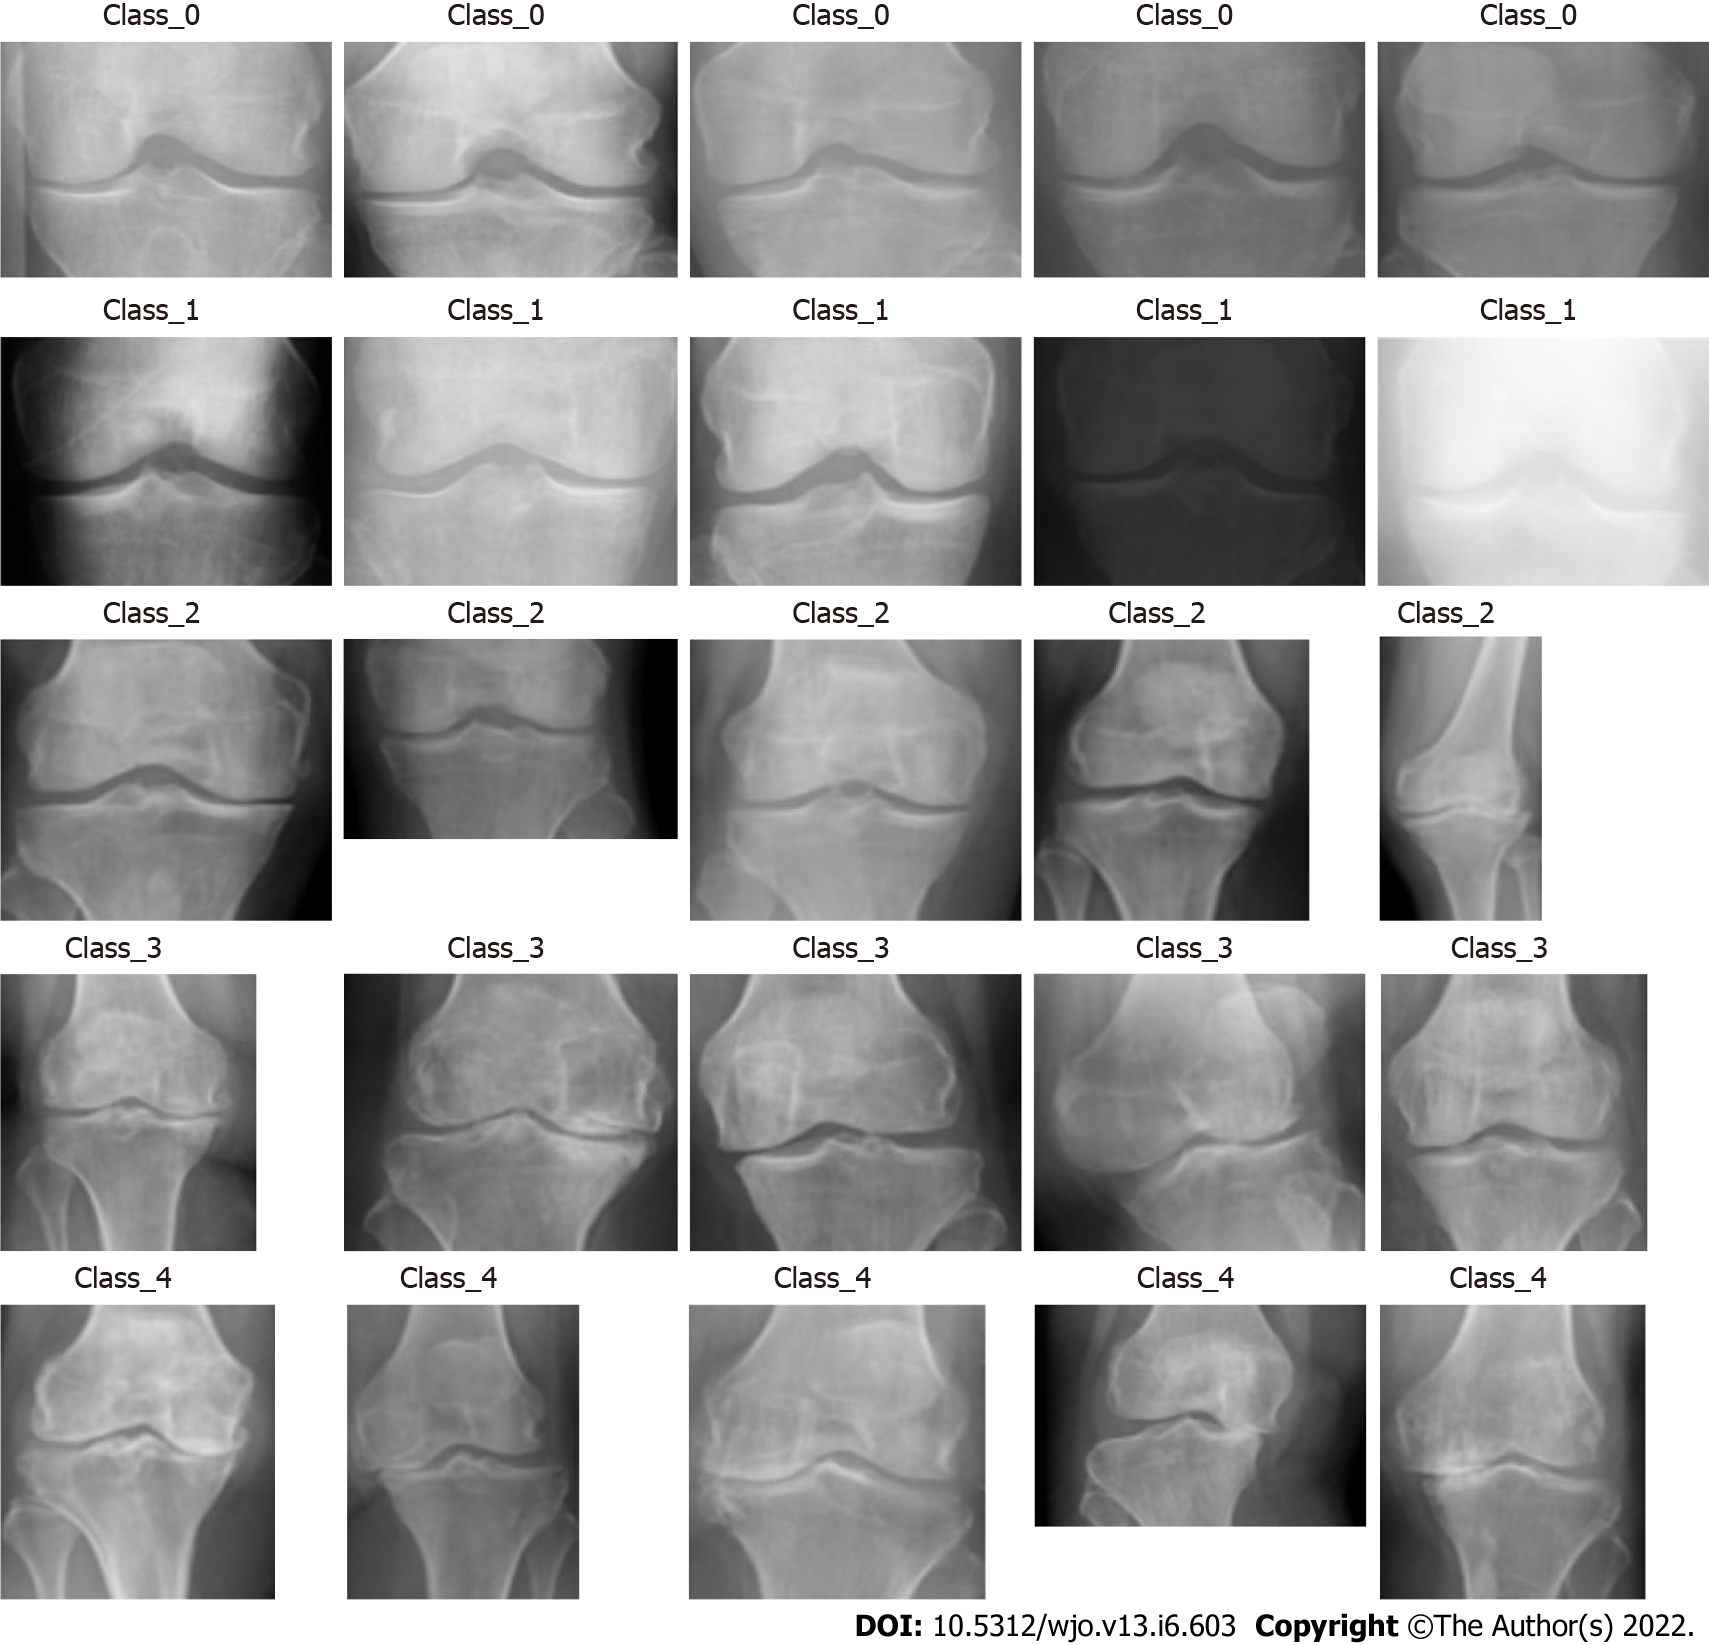 Class_0 Class_0 Class_0 Class_0 Class_0
Class_1 Class_1 Class_1 Class_1 Class_1
Class_2 Class_2 Class_2 Class_2 Class_2
Class_3 Class_3 Class_3 Class_3 Class_3
Class_4 Class_4 Class_4 Class_4 Class_4
DOI: 10.5312/wjo.v13.i6.603 Copyright ©The Author(s) 2022.